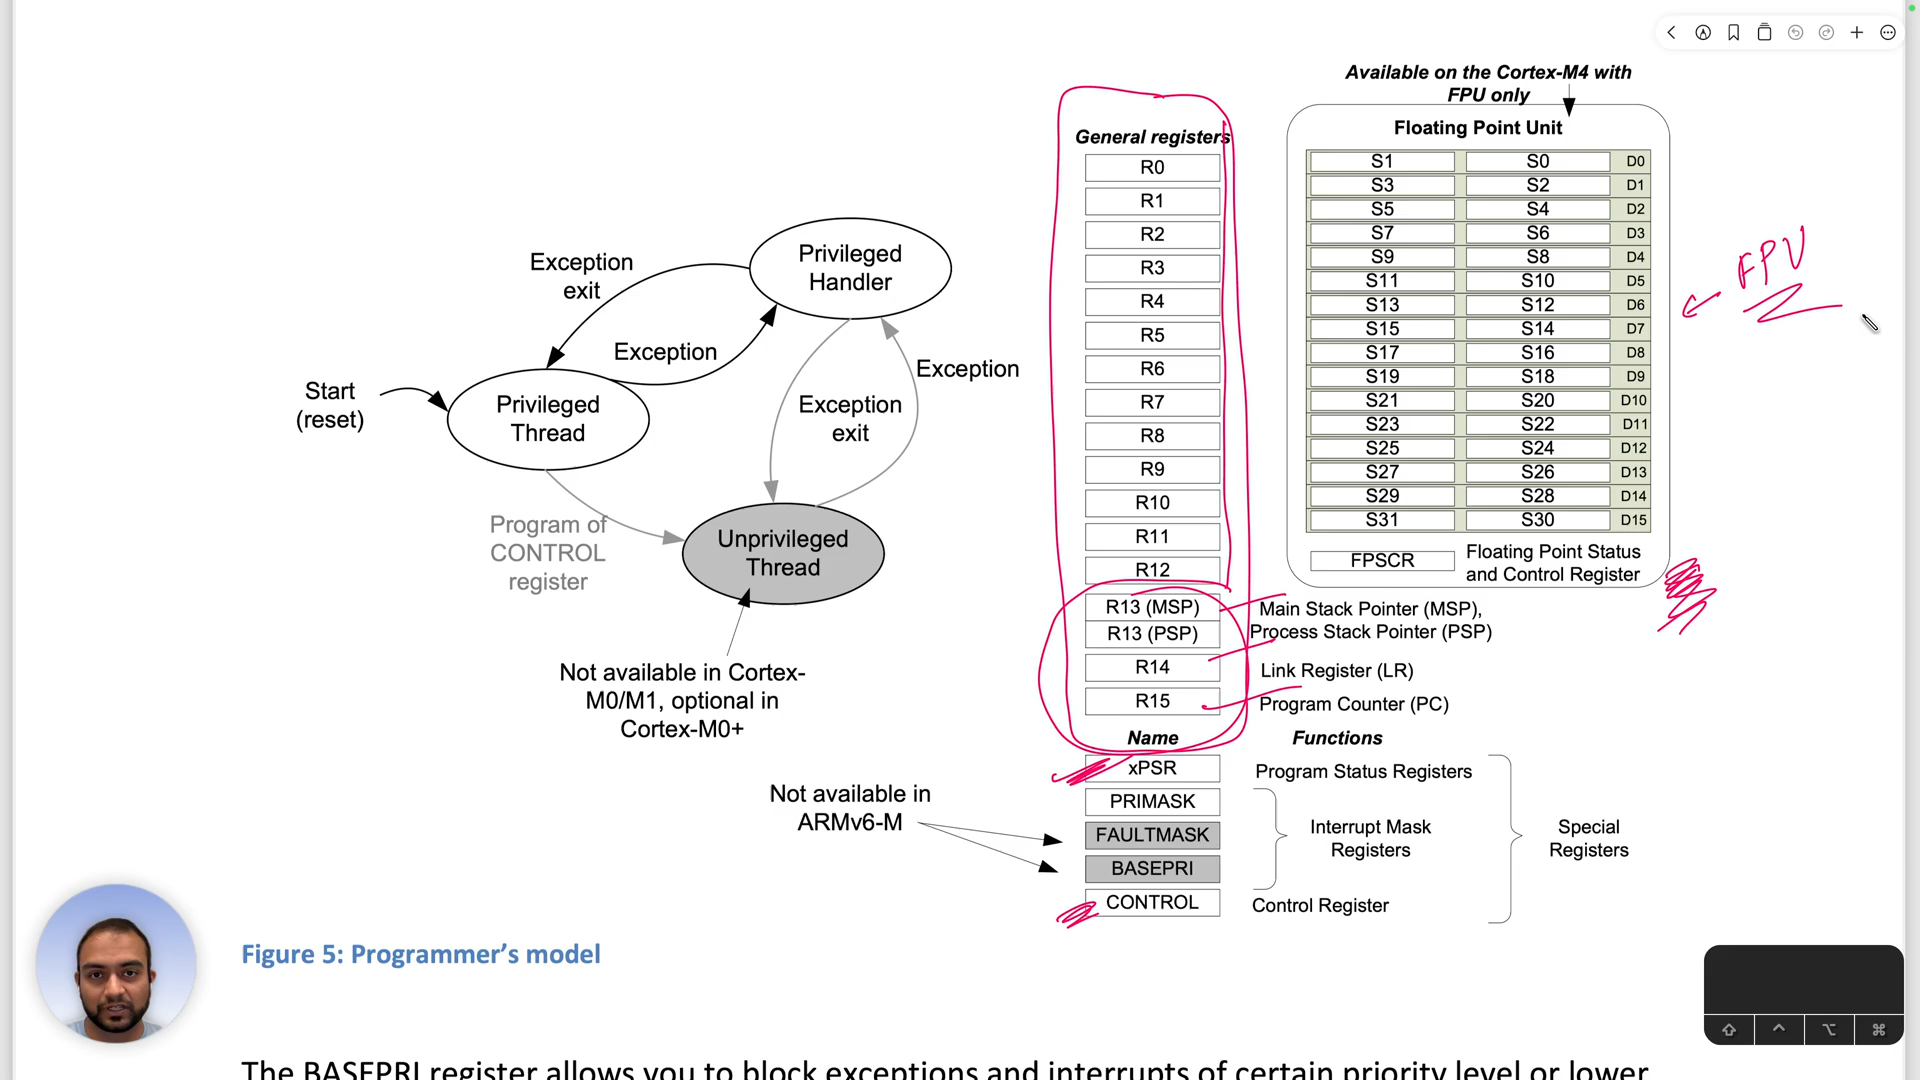 Available on the Cortex-M4 with
FPU only
Floating Point Unit
S1 S0 D0
S3 S2 D1
S5 S4 D2
S7 S6 D3
S9 S8 D4
S11 S10 D5
S13 S12 D6
S15 S14 D7
S17 S16 D8
S19 S18 D9
S21 S20 D10
S23 S22 D11
S25 S24 D12
S27 S26 D13
S29 S28 D14
S31 S30 D15
FPSCR Floating Point Status
and Control Register
FPU
General registers
R0
R1
R2
R3
R4
R5
R6
R7
R8
R9
R10
R11
R12
R13 (MSP) Main Stack Pointer (MSP),
R13 (PSP) Process Stack Pointer (PSP)
R14 Link Register (LR)
R15 Program Counter (PC)
Name Functions
xPSR Program Status Registers
PRIMASK
FAULTMASK
BASEPRI
Interrupt Mask
Registers
CONTROL Control Register
Special
Registers
Not available in
ARMv6-M
Privileged
Handler
Exception
exit
Exception
Exception
Exception
exit
Start
(reset)
Privileged
Thread
Program of
CONTROL
register
Unprivileged
Thread
Not available in Cortex-
M0/M1, optional in
Cortex-M0+
Figure 5: Programmer's model
The BASEPRI register allows you to block exceptions and interrupts of certain priority level or lower